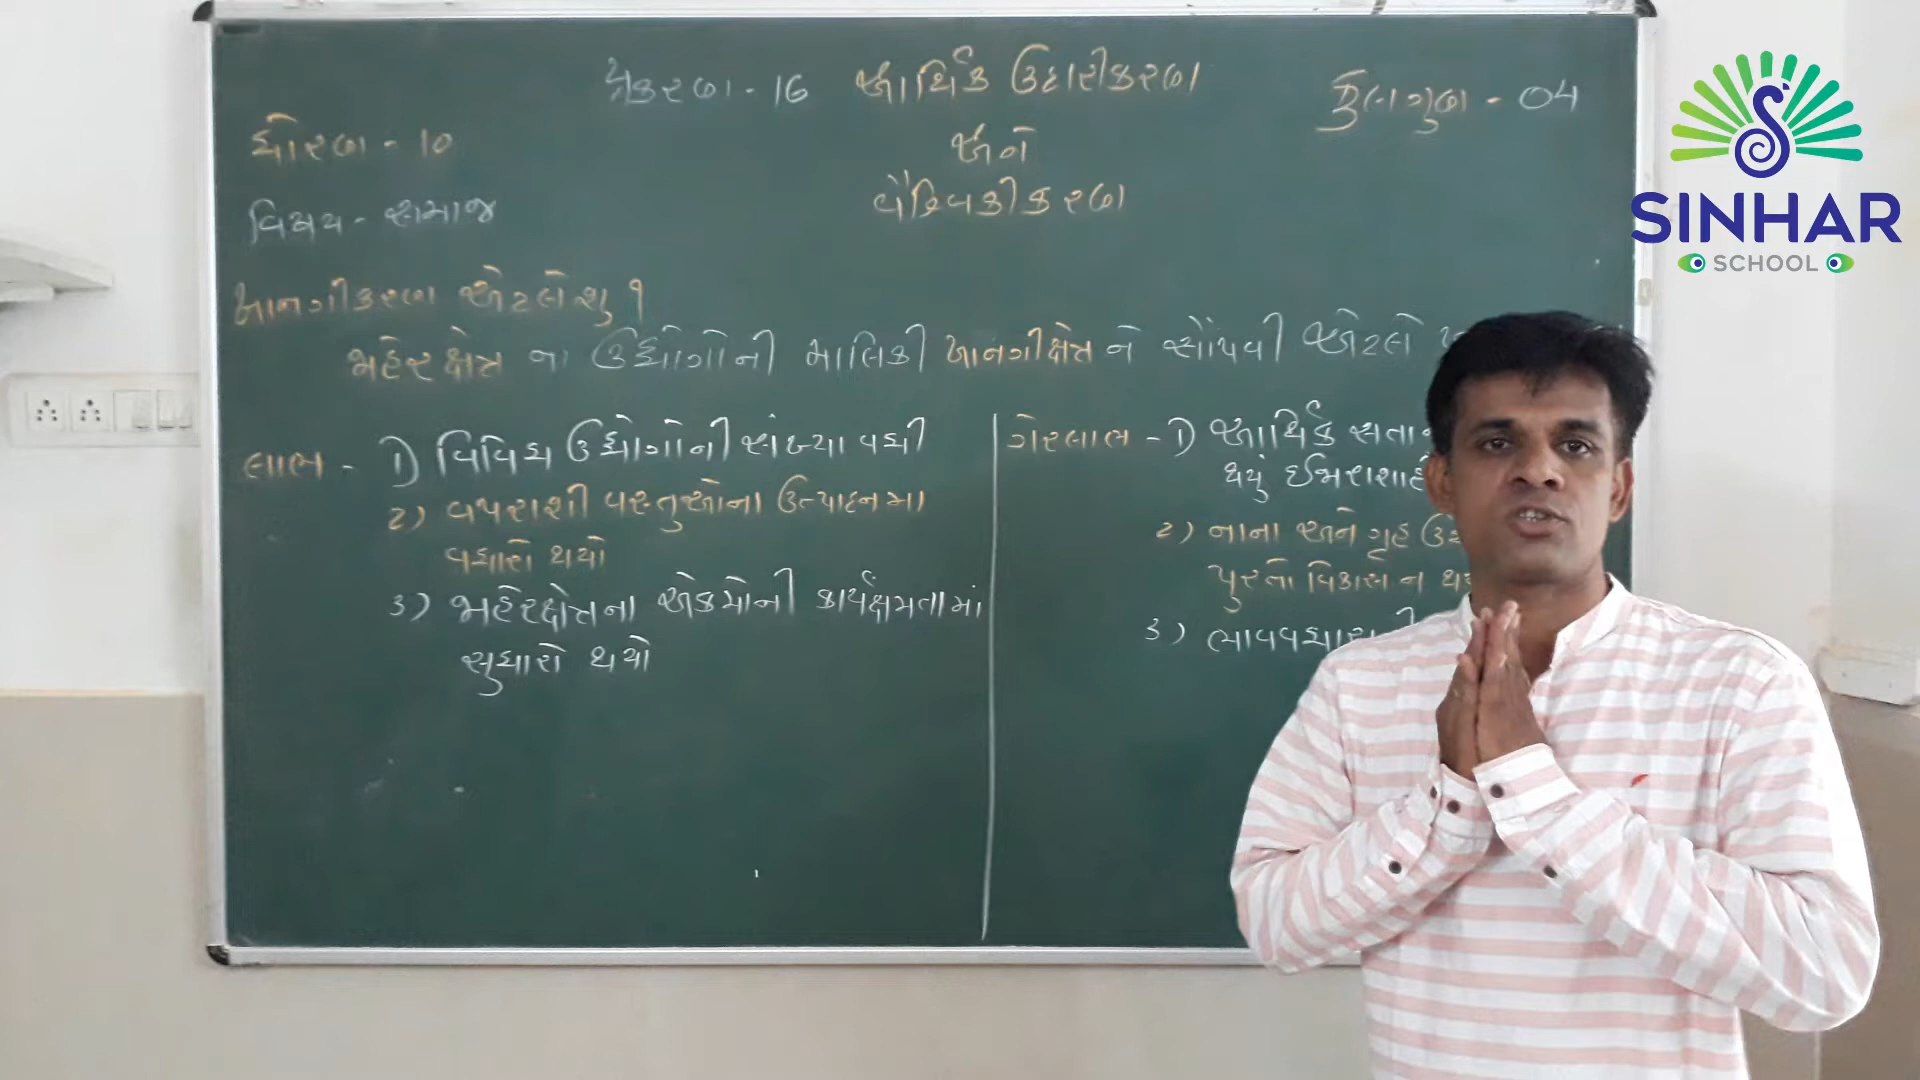 પ્રકરણ - 16 આર્થિક ઉદારીકરણ
અને
વૈશ્વિકીકરણ
કુલગુણ - 04
ધોરણ - 10
વિષય - સમાજ
ખાનગીકરણ એટલે શુ ?
જાહેર ક્ષેત્ર ના ઉદ્યોગોની માલિકી ખાનગીક્ષેત્ર ને સોંપવી એટલે
લાભ - 1) વિવિધ ઉદ્યોગોની સંખ્યા વધી
2) વપરાશી વસ્તુઓના ઉત્પાદનમા
વધારો થયો
3) જાહેરક્ષેત્રના એકમોની કાર્યક્ષમતામાં
સુધારો થયો
ગેરલાભ - 1) આર્થિક સતા
થયું
2) નાના અને ગૃહ
પુરતો વિકાસ ન
3)
SINHAR
SCHOOL